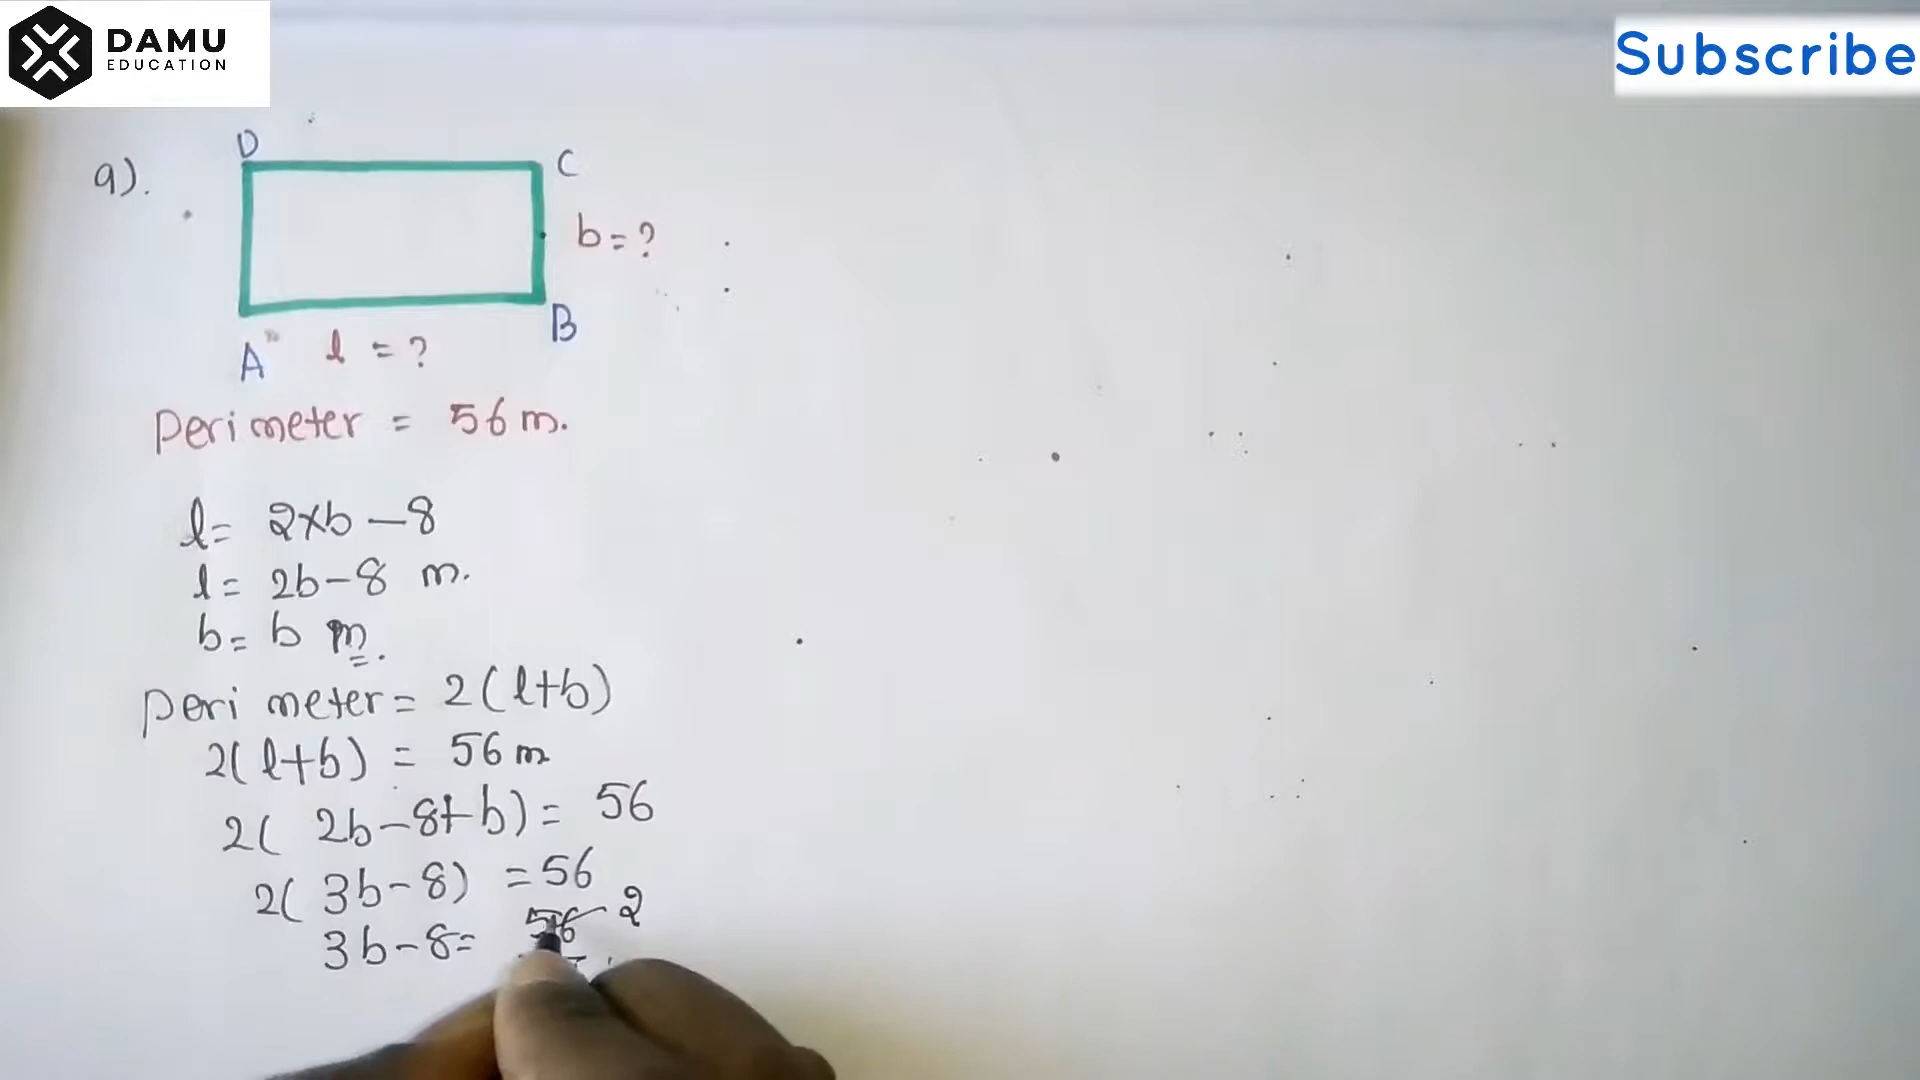 DAMU
EDUCATION
Subscribe
a).
D
C
b = ?
B
A
l = ?
Perimeter = 56 m.
l = 2×b - 8
l = 2b - 8 m.
b = b m.
Perimeter = 2(l+b)
2(l+b) = 56 m
2( 2b - 8 + b) = 56
2( 3b - 8) = 56
3b - 8 = 56 2